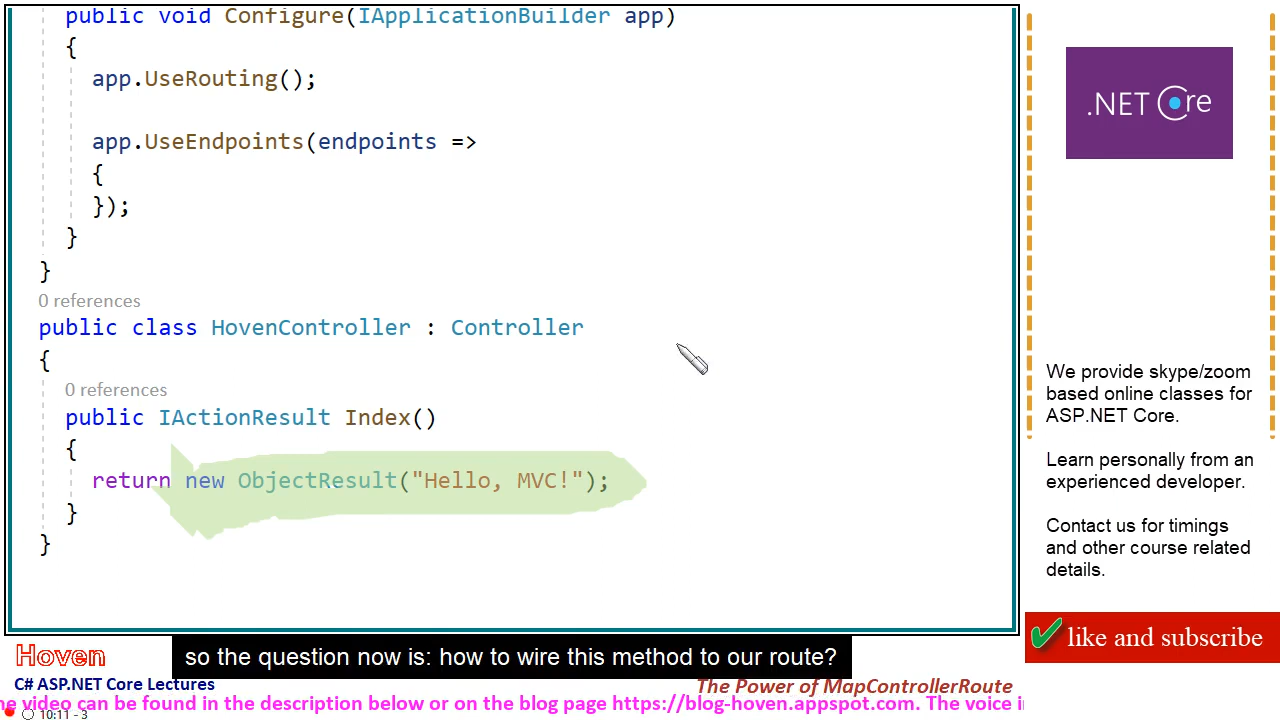 public void Configure(IApplicationBuilder app)
{
app.UseRouting();
app.UseEndpoints(endpoints =>
{
});
}
}
0 references
public class HovenController : Controller
{
0 references
public IActionResult Index()
{
return new ObjectResult("Hello, MVC!");
}
}
.NET Core
We provide skype/zoom
based online classes for
ASP.NET Core.
Learn personally from an
experienced developer.
Contact us for timings
and other course related
details.
like and subscribe
Hoven
so the question now is: how to wire this method to our route?
C# ASP.NET Core Lectures
The Power of MapControllerRoute
e video can be found in the description below or on the blog page https://blog-hoven.appspot.com. The voice i
10:11 - 3